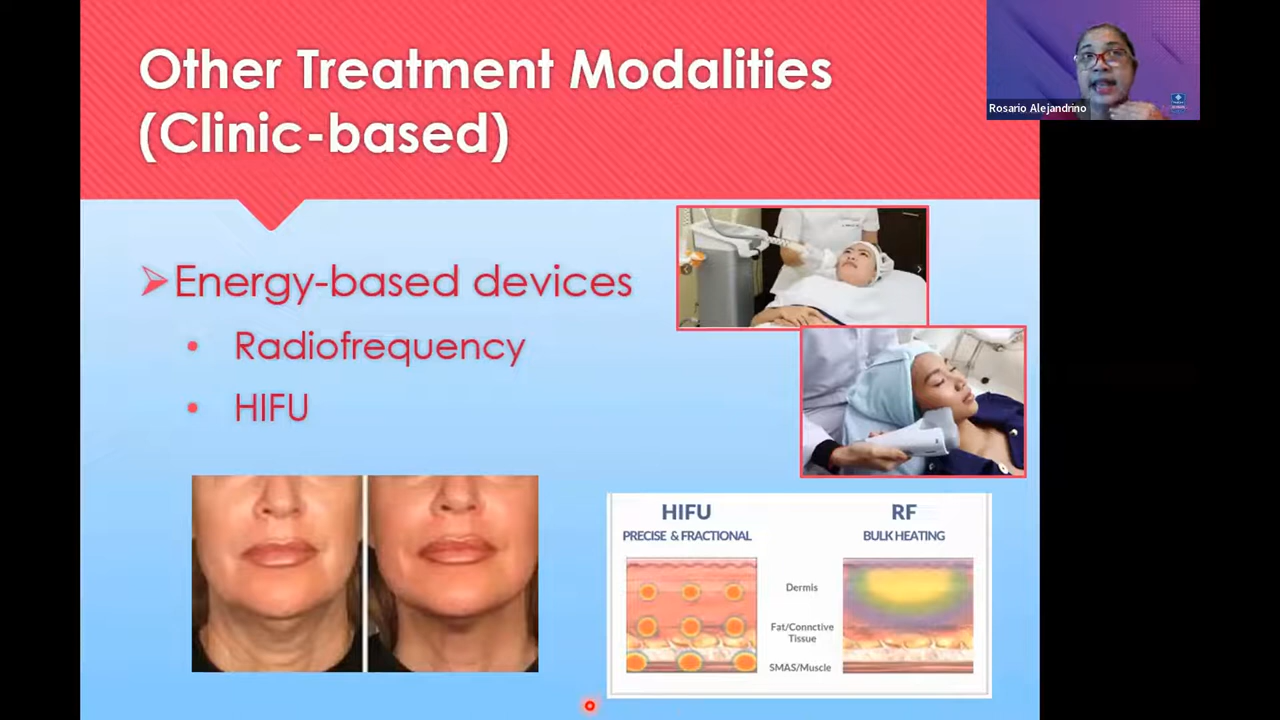 Other Treatment Modalities
(Clinic-based)
Rosario Alejandrino
Energy-based devices
Radiofrequency
HIFU
HIFU
PRECISE & FRACTIONAL
RF
BULK HEATING
Dermis
Fat/Connctive
Tissue
SMAS/Muscle